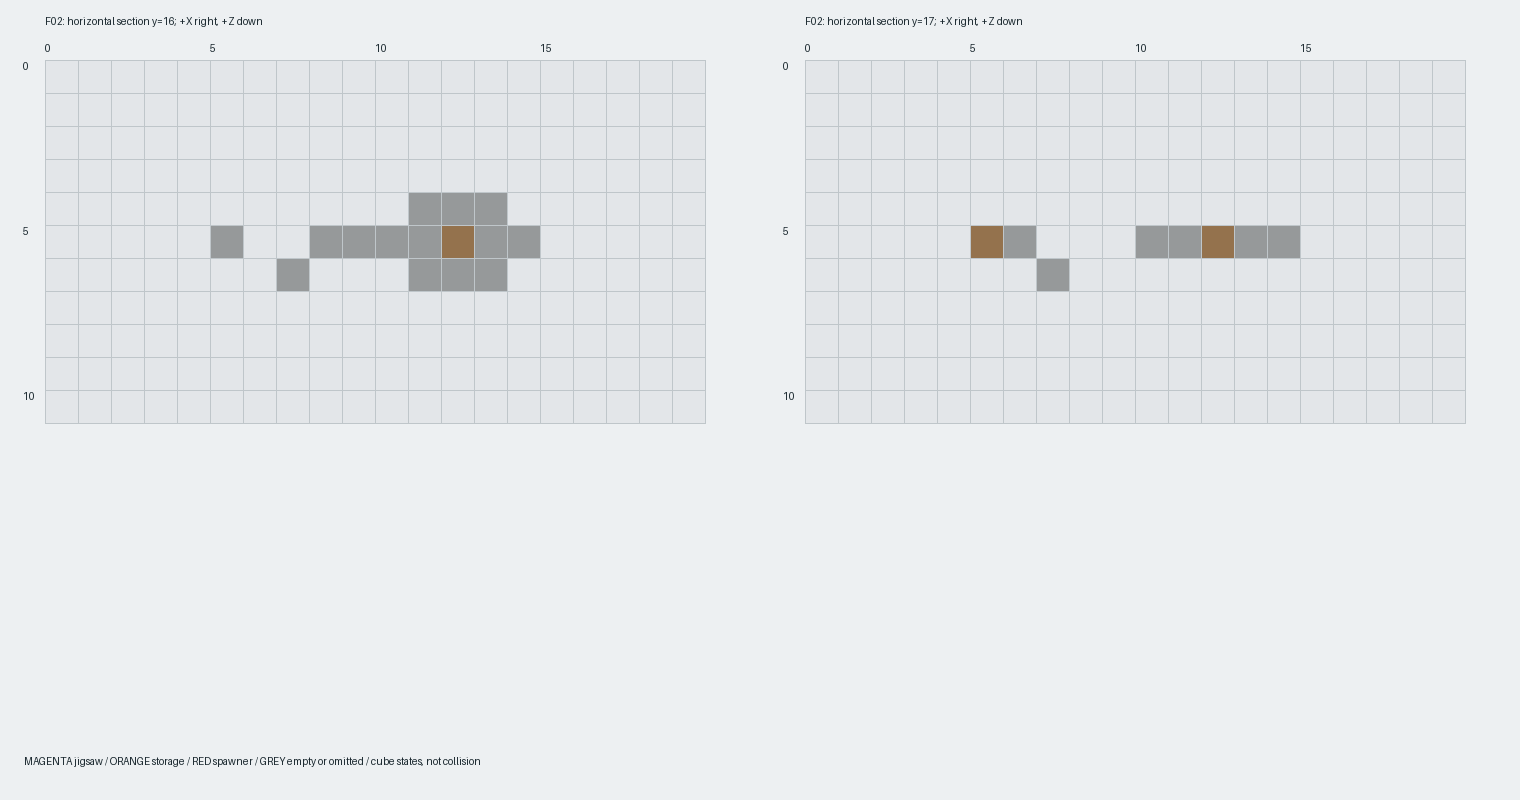 F02: horizontal section y=16; +X right, +Z down
F02: horizontal section y=17; +X right, +Z down
0 5 10 15
0 5 10 15
0
0
5
5
10
10
MAGENTA jigsaw / ORANGE storage / RED spawner / GREY empty or omitted / cube states, not collision